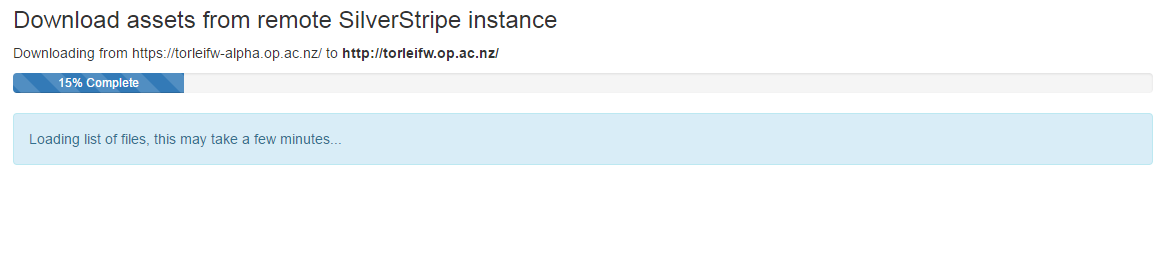 Download assets from remote SilverStripe instance
Downloading from https://torleifw-alpha.op.ac.nz/ to http://torleifw.op.ac.nz/
15% Complete
Loading list of files, this may take a few minutes...